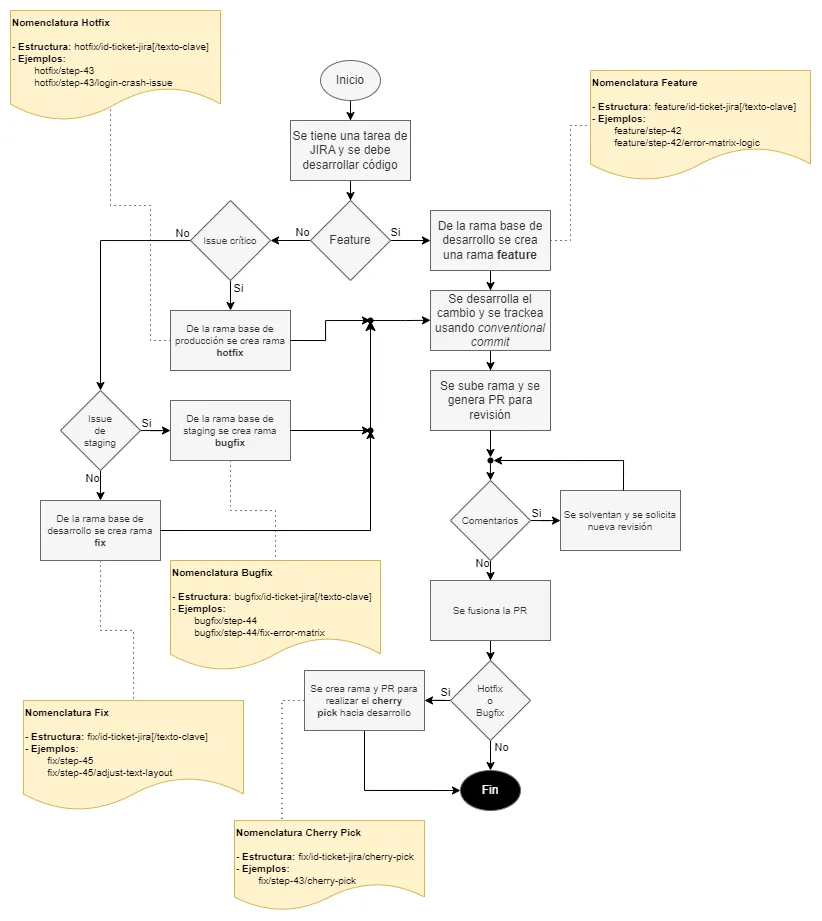 Nomenclatura Hotfix
- Estructura: hotfix/id-ticket-jira[/texto-clave]
- Ejemplos:
hotfix/step-43
hotfix/step-43/login-crash-issue
Inicio
Nomenclatura Feature
- Estructura: feature/id-ticket-jira[/texto-clave]
- Ejemplos:
feature/step-42
feature/step-42/error-matrix-logic
Se tiene una tarea de
JIRA y se debe
desarrollar código
Feature
No
Si
Issue crítico
No
Si
De la rama base de
desarrollo se crea
una rama feature
De la rama base de
producción se crea rama
hotfix
Se desarrolla el
cambio y se trackea
usando conventional
commit
Se sube rama y se
genera PR para
revisión
Issue
de
staging
Si
No
De la rama base de
staging se crea rama
bugfix
De la rama base de
desarrollo se crea rama
fix
Comentarios
Si
No
Se solventan y se solicita
nueva revisión
Nomenclatura Bugfix
- Estructura: bugfix/id-ticket-jira[/texto-clave]
- Ejemplos:
bugfix/step-44
bugfix/step-44/fix-error-matrix
Se fusiona la PR
Hotfix
o
Bugfix
Si
No
Se crea rama y PR para
realizar el cherry
pick hacia desarrollo
Nomenclatura Fix
- Estructura: fix/id-ticket-jira[/texto-clave]
- Ejemplos:
fix/step-45
fix/step-45/adjust-text-layout
Fin
Nomenclatura Cherry Pick
- Estructura: fix/id-ticket-jira/cherry-pick
- Ejemplos:
fix/step-43/cherry-pick